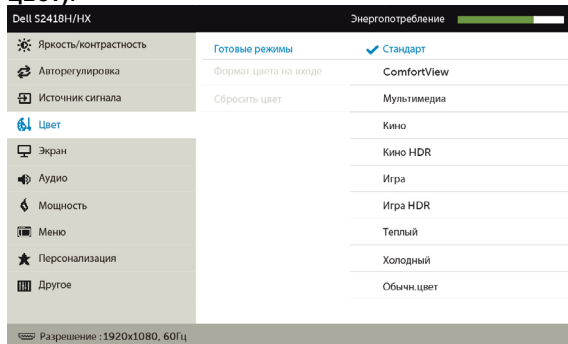 цвет).
Dell S2418H/HX Энергопотребление
Яркость/контрастность Готовые режимы Стандарт
Авторегулировка Формат цвета на входе ComfortView
Источник сигнала Сбросить цвет Мультимедиа
Цвет Кино
Экран Кино HDR
Аудио Игра
Мощность Игра HDR
Меню Теплый
Персонализация Холодный
Другое Обычн.цвет
Разрешение : 1920x1080, 60Гц